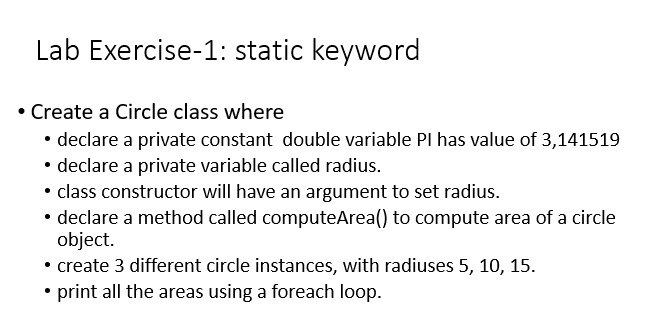 Lab Exercise-1: static keyword
• Create a Circle class where
• declare a private constant  double variable PI has value of 3,141519
• declare a private variable called radius.
• class constructor will have an argument to set radius.
• declare a method called computeArea() to compute area of a circle
object.
• create 3 different circle instances, with radiuses 5, 10, 15.
• print all the areas using a foreach loop.